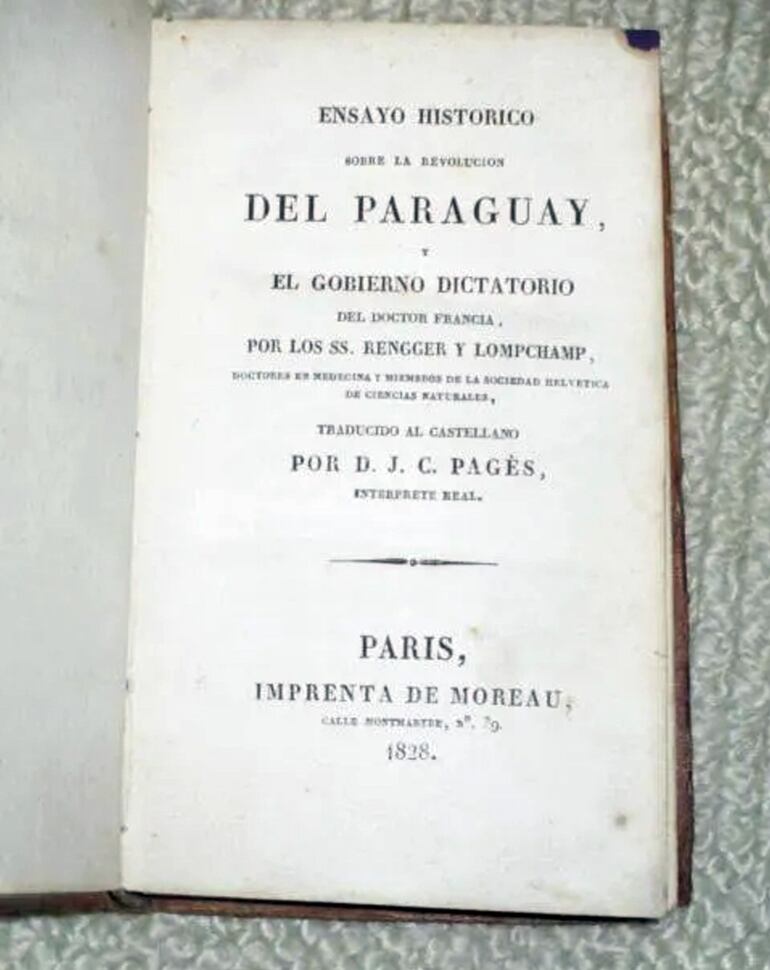 ENSAYO HISTORICO
SOBRE LA REVOLUCION
DEL PARAGUAY,
Y
EL GOBIERNO DICTATORIO
DEL DOCTOR FRANCIA,
POR LOS SS. RENGGER Y LOMPCHAMP,
DOCTORES EN MEDECINA Y MIEMBROS DE LA SOCIEDAD HELVETICA
DE CIENCIAS NATURALES,
TRADUCIDO AL CASTELLANO
POR D. J. C. PAGÈS,
INTERPRETE REAL.
PARIS,
IMPRENTA DE MOREAU,
CALLE MONTMARTRE, Nº.
1828.